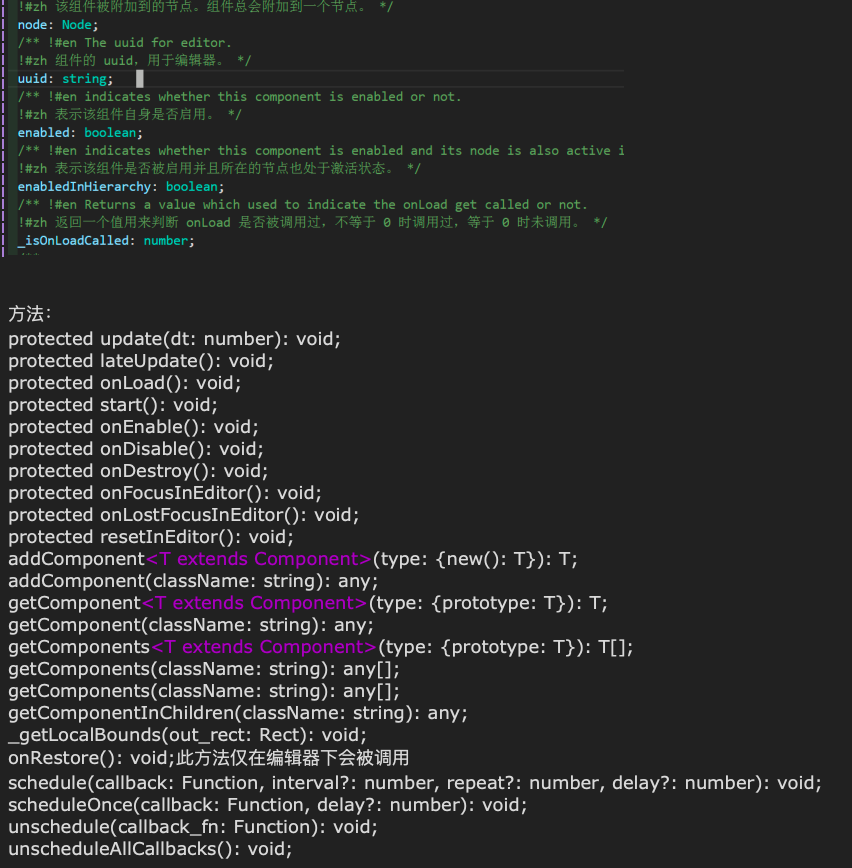 !#zh 该组件被附加到的节点。组件总会附加到一个节点。 */
node: Node;
/** !#en The uuid for editor.
!#zh 组件的 uuid，用于编辑器。 */
uuid: string;
/** !#en indicates whether this component is enabled or not.
!#zh 表示该组件自身是否启用。 */
enabled: boolean;
/** !#en indicates whether this component is enabled and its node is also active i
!#zh 表示该组件是否被启用并且所在的节点也处于激活状态。 */
enabledInHierarchy: boolean;
/** !#en Returns a value which used to indicate the onLoad get called or not.
!#zh 返回一个值用来判断 onLoad 是否被调用过，不等于 0 时调用过，等于 0 时未调用。 */
_isOnLoadCalled: number;
方法：
protected update(dt: number): void;
protected lateUpdate(): void;
protected onLoad(): void;
protected start(): void;
protected onEnable(): void;
protected onDisable(): void;
protected onDestroy(): void;
protected onFocusInEditor(): void;
protected onLostFocusInEditor(): void;
protected resetInEditor(): void;
addComponent<T extends Component>(type: {new(): T}): T;
addComponent(className: string): any;
getComponent<T extends Component>(type: {prototype: T}): T;
getComponent(className: string): any;
getComponents<T extends Component>(type: {prototype: T}): T[];
getComponents(className: string): any[];
getComponents(className: string): any[];
getComponentInChildren(className: string): any;
_getLocalBounds(out_rect: Rect): void;
onRestore(): void;此方法仅在编辑器下会被调用
schedule(callback: Function, interval?: number, repeat?: number, delay?: number): void;
scheduleOnce(callback: Function, delay?: number): void;
unschedule(callback_fn: Function): void;
unscheduleAllCallbacks(): void;